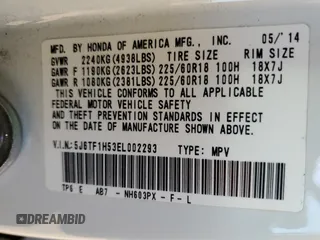 MFD. BY HONDA OF AMERICA MFG., INC. 05/'14
GVWR 2240KG(4938LBS) TIRE SIZE RIM SIZE
GAWR F 1190KG(2623LBS) 225/60R18 100H 18X7J
GAWR R 1080KG(2381LBS) 225/60R18 100H 18X7J
THIS VEHICLE CONFORMS TO ALL APPLICABLE
FEDERAL MOTOR VEHICLE SAFETY, BUMPER, AND
THEFT PREVENTION STANDARDS IN EFFECT ON THE
DATE OF MANUFACTURE SHOWN ABOVE.
V.I.N.: 5J6TF1H53EL002293 TYPE: MPV
TP6 E AB7 - NH603PX - F - L
DREAMBID